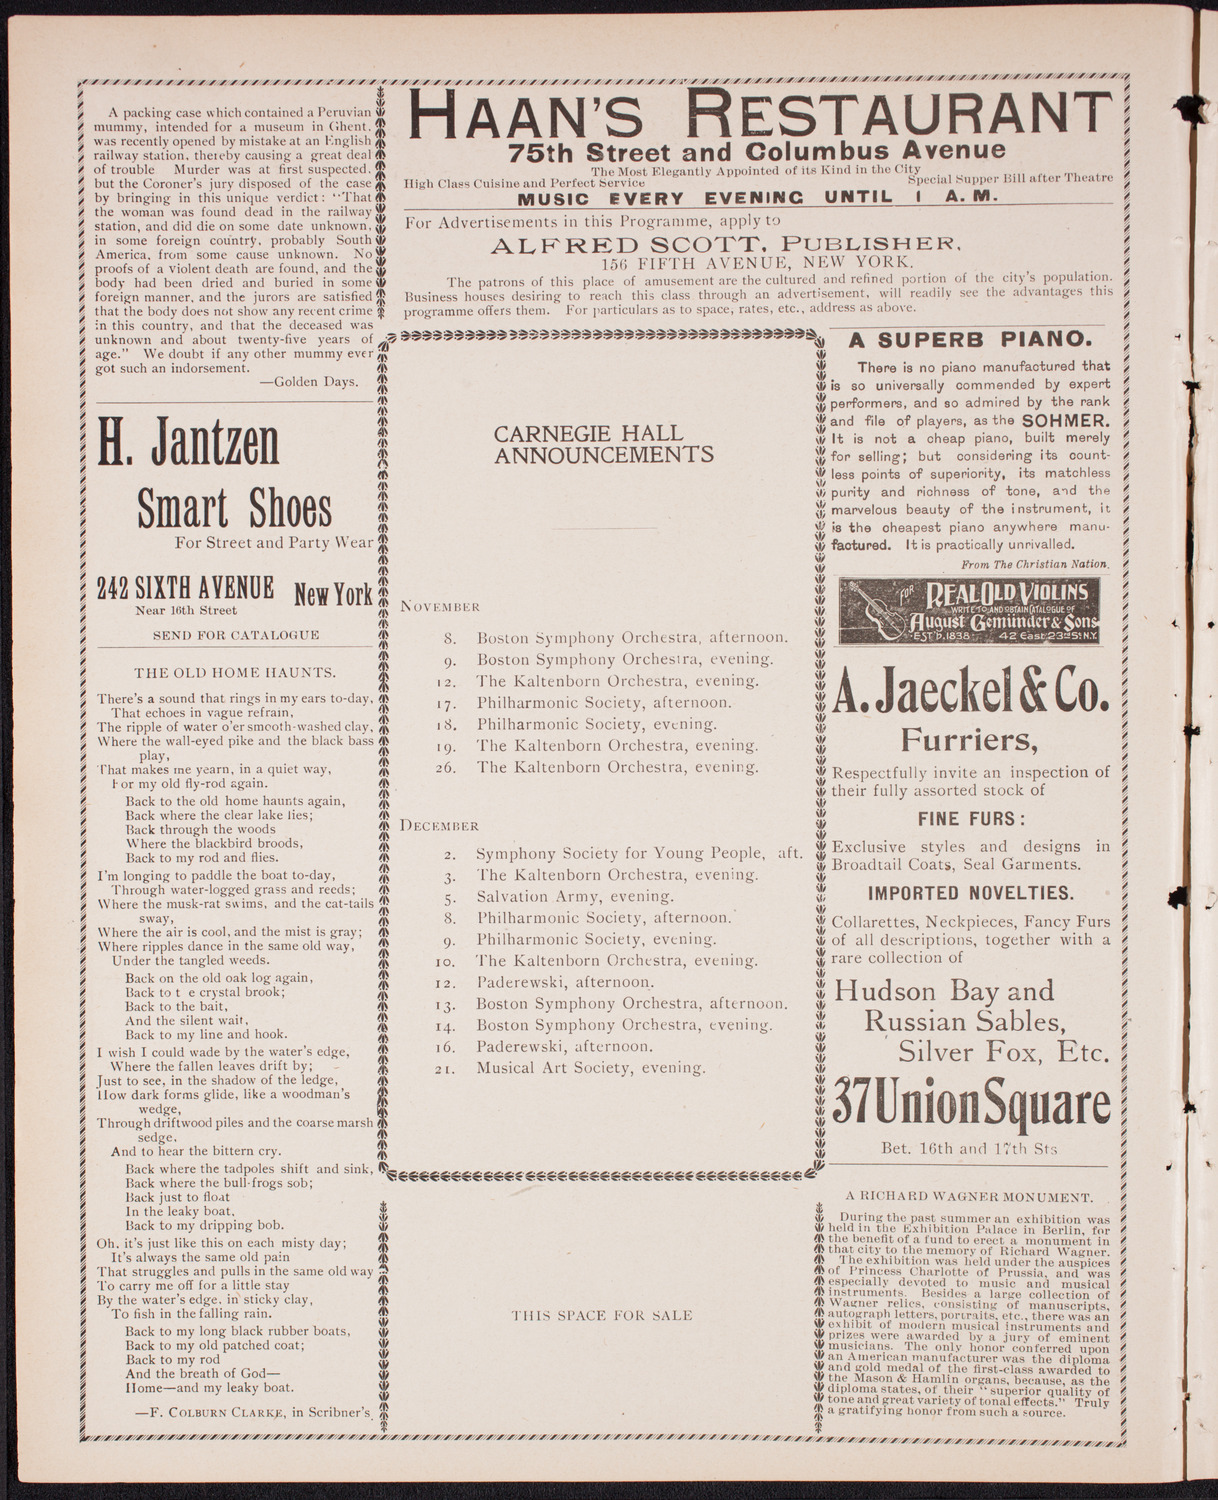 A packing case which contained a Peruvian
mummy, intended for a museum in Ghent,
was recently opened by mistake at an English
railway station, thereby causing a great deal
of trouble Murder was at first suspected,
but the Coroner's jury disposed of the case
by bringing in this unique verdict: "That
the woman was found dead in the railway
station, and did die on some date unknown,
in some foreign country, probably South
America, from some cause unknown. No
proofs of a violent death are found, and the
body had been dried and buried in some
foreign manner, and the jurors are satisfied
that the body does not show any recent crime
in this country, and that the deceased was
unknown and about twenty-five years of
age." We doubt if any other mummy ever
got such an indorsement.
—Golden Days.
H. Jantzen
Smart Shoes
For Street and Party Wear
242 SIXTH AVENUE New York
Near 16th Street
SEND FOR CATALOGUE
THE OLD HOME HAUNTS.
There's a sound that rings in my ears to-day,
That echoes in vague refrain,
The ripple of water o'er smooth-washed clay,
Where the wall-eyed pike and the black bass
play,
That makes me yearn, in a quiet way,
For my old fly-rod again.
Back to the old home haunts again,
Back where the clear lake lies;
Back through the woods
Where the blackbird broods,
Back to my rod and flies.
I'm longing to paddle the boat to-day,
Through water-logged grass and reeds;
Where the musk-rat swims, and the cat-tails
sway,
Where the air is cool, and the mist is gray;
Where ripples dance in the same old way,
Under the tangled weeds.
Back on the old oak log again,
Back to t e crystal brook;
Back to the bait,
And the silent wait,
Back to my line and hook.
I wish I could wade by the water's edge,
Where the fallen leaves drift by;
Just to see, in the shadow of the ledge,
How dark forms glide, like a woodman's
wedge,
Through driftwood piles and the coarse marsh
sedge,
And to hear the bittern cry.
Back where the tadpoles shift and sink,
Back where the bull-frogs sob;
Back just to float
In the leaky boat,
Back to my dripping bob.
Oh, it's just like this on each misty day;
It's always the same old pain
That struggles and pulls in the same old way
To carry me off for a little stay
By the water's edge, in sticky clay,
To fish in the falling rain.
Back to my long black rubber boats,
Back to my old patched coat;
Back to my rod
And the breath of God—
Home—and my leaky boat.
—F. COLBURN CLARKE, in Scribner's.
HAAN'S RESTAURANT
75th Street and Columbus Avenue
The Most Elegantly Appointed of its Kind in the City
High Class Cuisine and Perfect Service Special Supper Bill after Theatre
MUSIC EVERY EVENING UNTIL 1 A. M.
For Advertisements in this Programme, apply to
ALFRED SCOTT, PUBLISHER,
156 FIFTH AVENUE, NEW YORK.
The patrons of this place of amusement are the cultured and refined portion of the city's population.
Business houses desiring to reach this class through an advertisement, will readily see the advantages this
programme offers them. For particulars as to space, rates, etc., address as above.
CARNEGIE HALL
ANNOUNCEMENTS
NOVEMBER
8. Boston Symphony Orchestra, afternoon.
9. Boston Symphony Orchestra, evening.
12. The Kaltenborn Orchestra, evening.
17. Philharmonic Society, afternoon.
18. Philharmonic Society, evening.
19. The Kaltenborn Orchestra, evening.
26. The Kaltenborn Orchestra, evening.
DECEMBER
2. Symphony Society for Young People, aft.
3. The Kaltenborn Orchestra, evening.
5. Salvation Army, evening.
8. Philharmonic Society, afternoon.
9. Philharmonic Society, evening.
10. The Kaltenborn Orchestra, evening.
12. Paderewski, afternoon.
13. Boston Symphony Orchestra, afternoon.
14. Boston Symphony Orchestra, evening.
16. Paderewski, afternoon.
21. Musical Art Society, evening.
THIS SPACE FOR SALE
A SUPERB PIANO.
There is no piano manufactured that
is so universally commended by expert
performers, and so admired by the rank
and file of players, as the SOHMER.
It is not a cheap piano, built merely
for selling; but considering its count-
less points of superiority, its matchless
purity and richness of tone, and the
marvelous beauty of the instrument, it
is the cheapest piano anywhere manu-
factured. It is practically unrivalled.
From The Christian Nation.
FOR REAL OLD VIOLINS
WRITE TO AND OBTAIN CATALOGUE OF
August Gemünder & Sons
EST'D. 1838 42 East 23rd St N.Y.
A. Jaeckel & Co.
Furriers,
Respectfully invite an inspection of
their fully assorted stock of
FINE FURS:
Exclusive styles and designs in
Broadtail Coats, Seal Garments.
IMPORTED NOVELTIES.
Collarettes, Neckpieces, Fancy Furs
of all descriptions, together with a
rare collection of
Hudson Bay and
Russian Sables,
Silver Fox, Etc.
37 Union Square
Bet. 16th and 17th Sts
A RICHARD WAGNER MONUMENT.
During the past summer an exhibition was
held in the Exhibition Palace in Berlin, for
the benefit of a fund to erect a monument in
that city to the memory of Richard Wagner.
The exhibition was held under the auspices
of Princess Charlotte of Prussia, and was
especially devoted to music and musical
instruments. Besides a large collection of
Wagner relics, consisting of manuscripts,
autograph letters, portraits, etc., there was an
exhibit of modern musical instruments and
prizes were awarded by a jury of eminent
musicians. The only honor conferred upon
an American manufacturer was the diploma
and gold medal of the first-class awarded to
the Mason & Hamlin organs, because, as the
diploma states, of their "superior quality of
tone and great variety of tonal effects." Truly
a gratifying honor from such a source.